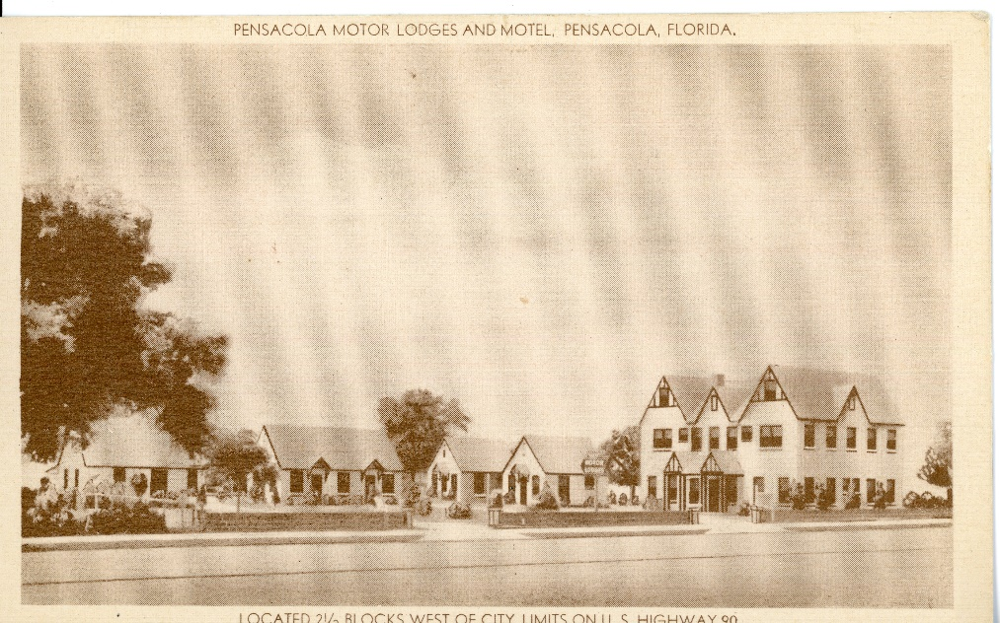 PENSACOLA MOTOR LODGES AND MOTEL, PENSACOLA, FLORIDA.
LOCATED 2½ BLOCKS WEST OF CITY LIMITS ON U. S. HIGHWAY 90